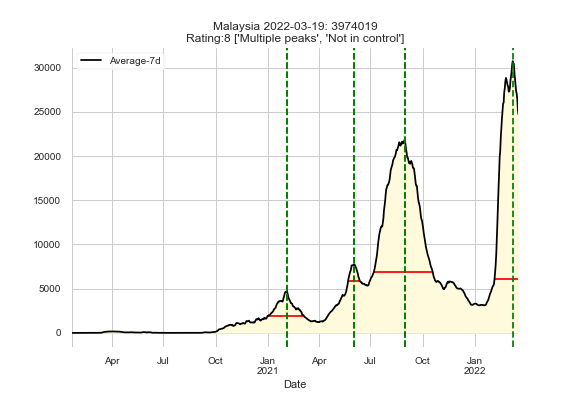 Malaysia 2022-03-19: 3974019
Rating:8 ['Multiple peaks', 'Not in control']
Average-7d
30000
25000
20000
15000
10000
5000
0
Apr Jul Oct Jan Apr Jul Oct Jan
2021 2022
Date